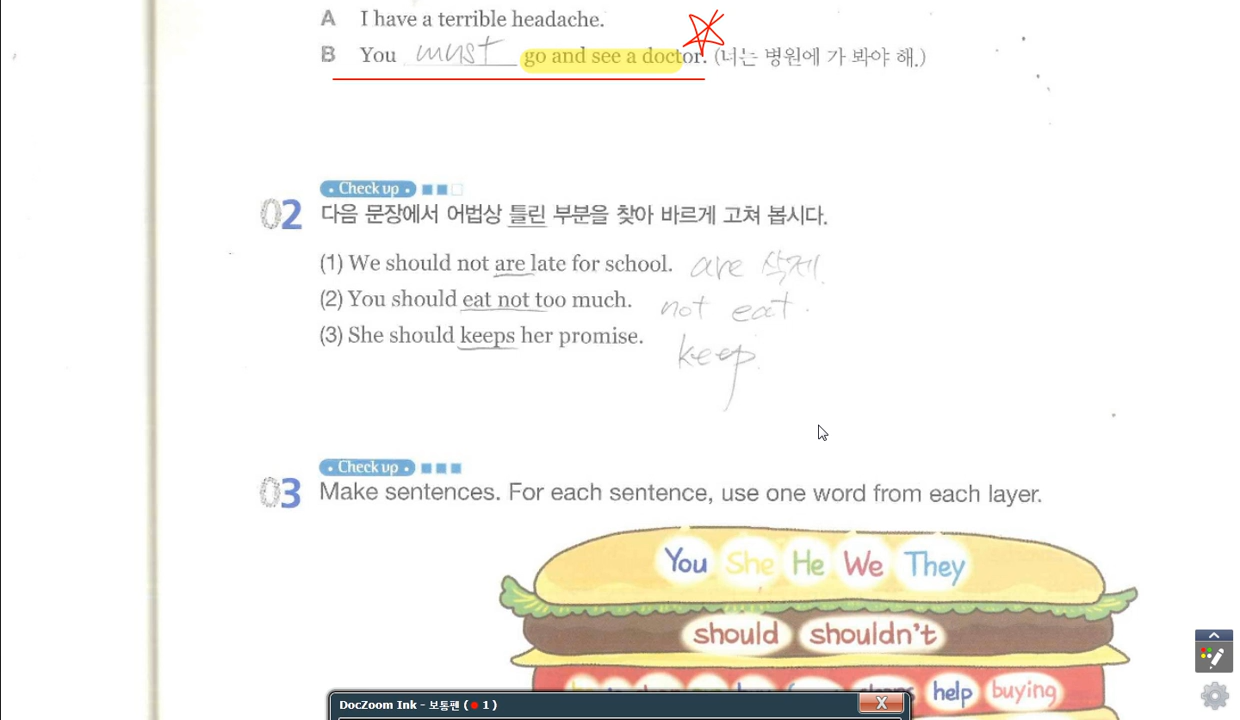 A I have a terrible headache.
B You must go and see a doctor. (너는 병원에 가 봐야 해.)
Check up
02 다음 문장에서 어법상 틀린 부분을 찾아 바르게 고쳐 봅시다.
(1) We should not are late for school. are 삭제
(2) You should eat not too much. not eat
(3) She should keeps her promise. keep
Check up
03 Make sentences. For each sentence, use one word from each layer.
You She He We They
should shouldn't
help buying
DocZoom Ink - 보통펜 ( 1 )